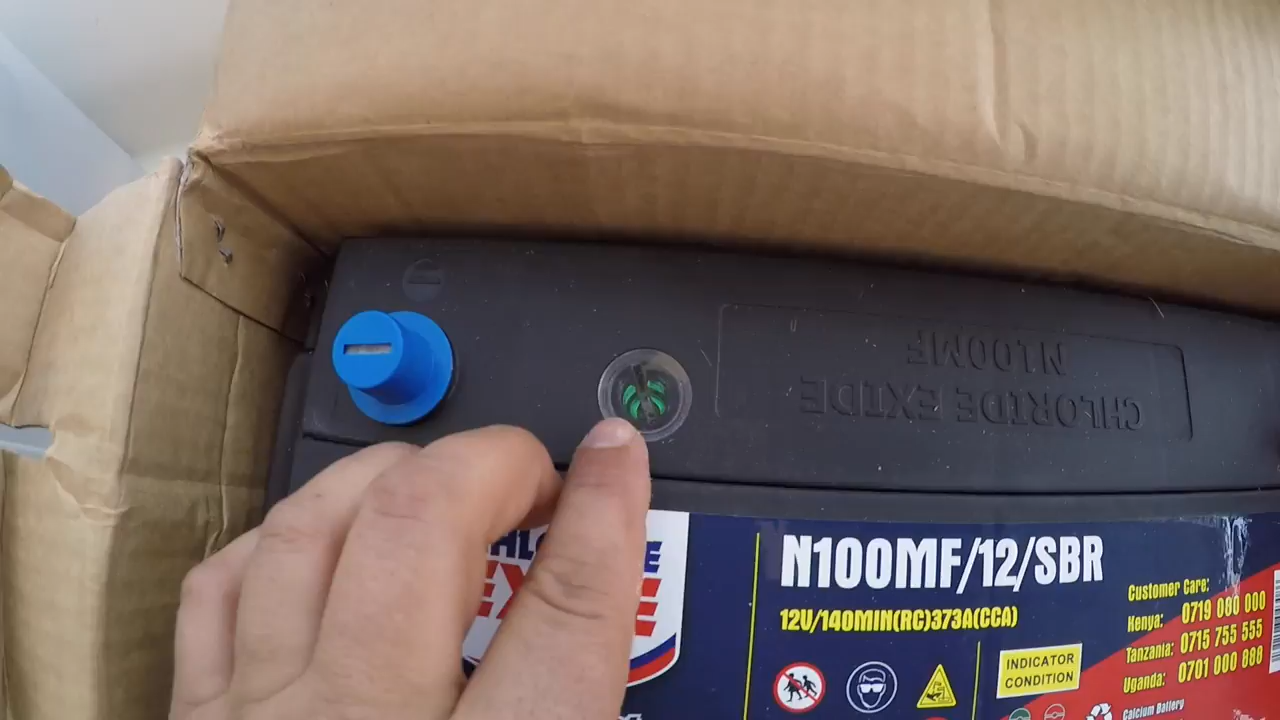 N100MF
CHLORIDE EXIDE
N100MF/12/SBR
12V/140MIN(RC)373A(CCA)
Customer Care:
Kenya: 0719 080 000
Tanzania: 0715 755 555
Uganda: 0701 000 888
INDICATOR
CONDITION
Calcium Battery